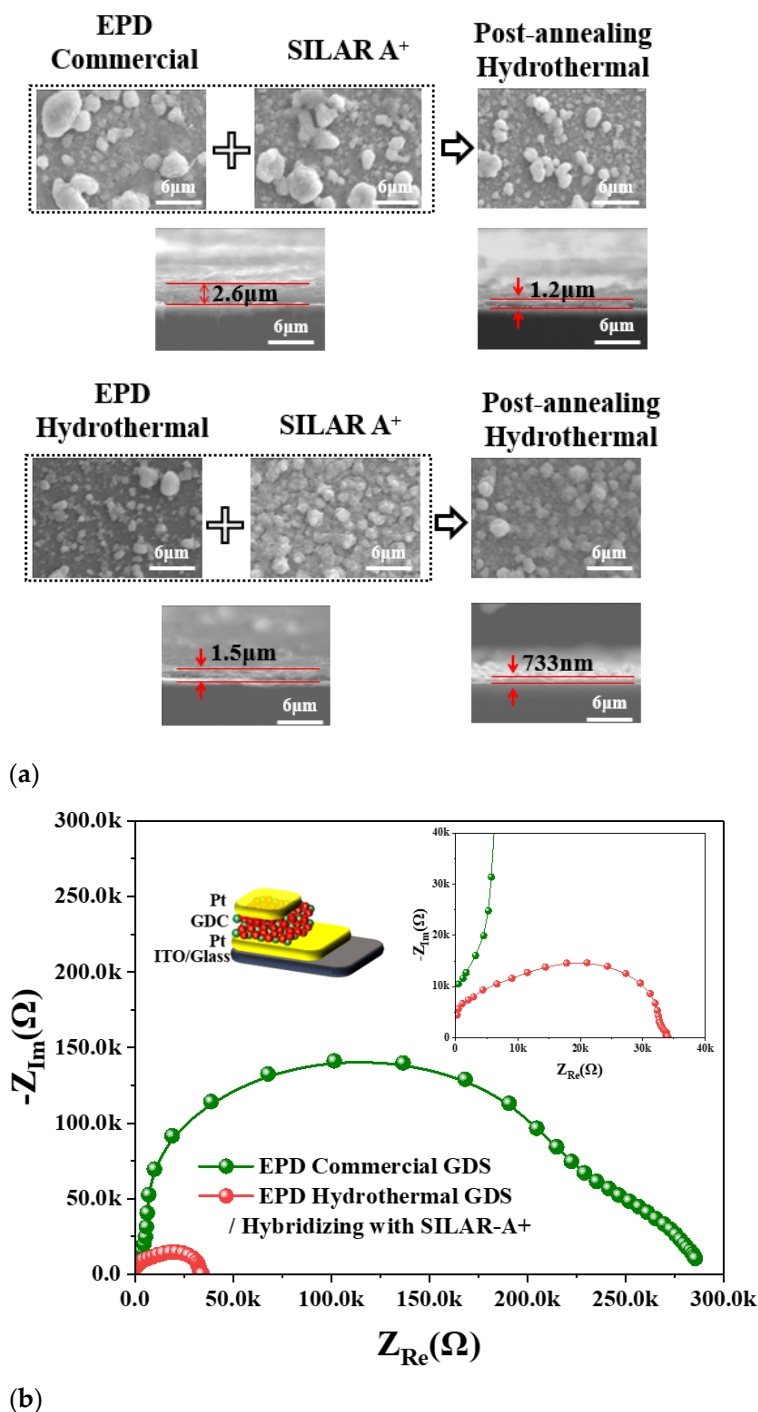 EPD
Commercial
SILAR A⁺
Post-annealing
Hydrothermal
6μm
6μm
6μm
2.6μm
6μm
1.2μm
6μm
EPD
Hydrothermal
SILAR A⁺
Post-annealing
Hydrothermal
6μm
6μm
6μm
1.5μm
6μm
733nm
6μm
(a)
300.0k
250.0k
200.0k
150.0k
100.0k
50.0k
0.0
-Z_Im(Ω)
Pt
GDC
Pt
ITO/Glass
40k
30k
20k
10k
0
-Z_Im(Ω)
0 10k 20k 30k 40k
Z_Re(Ω)
EPD Commercial GDS
EPD Hydrothermal GDS
/ Hybridizing with SILAR-A+
0.0 50.0k 100.0k 150.0k 200.0k 250.0k 300.0k
Z_Re(Ω)
(b)